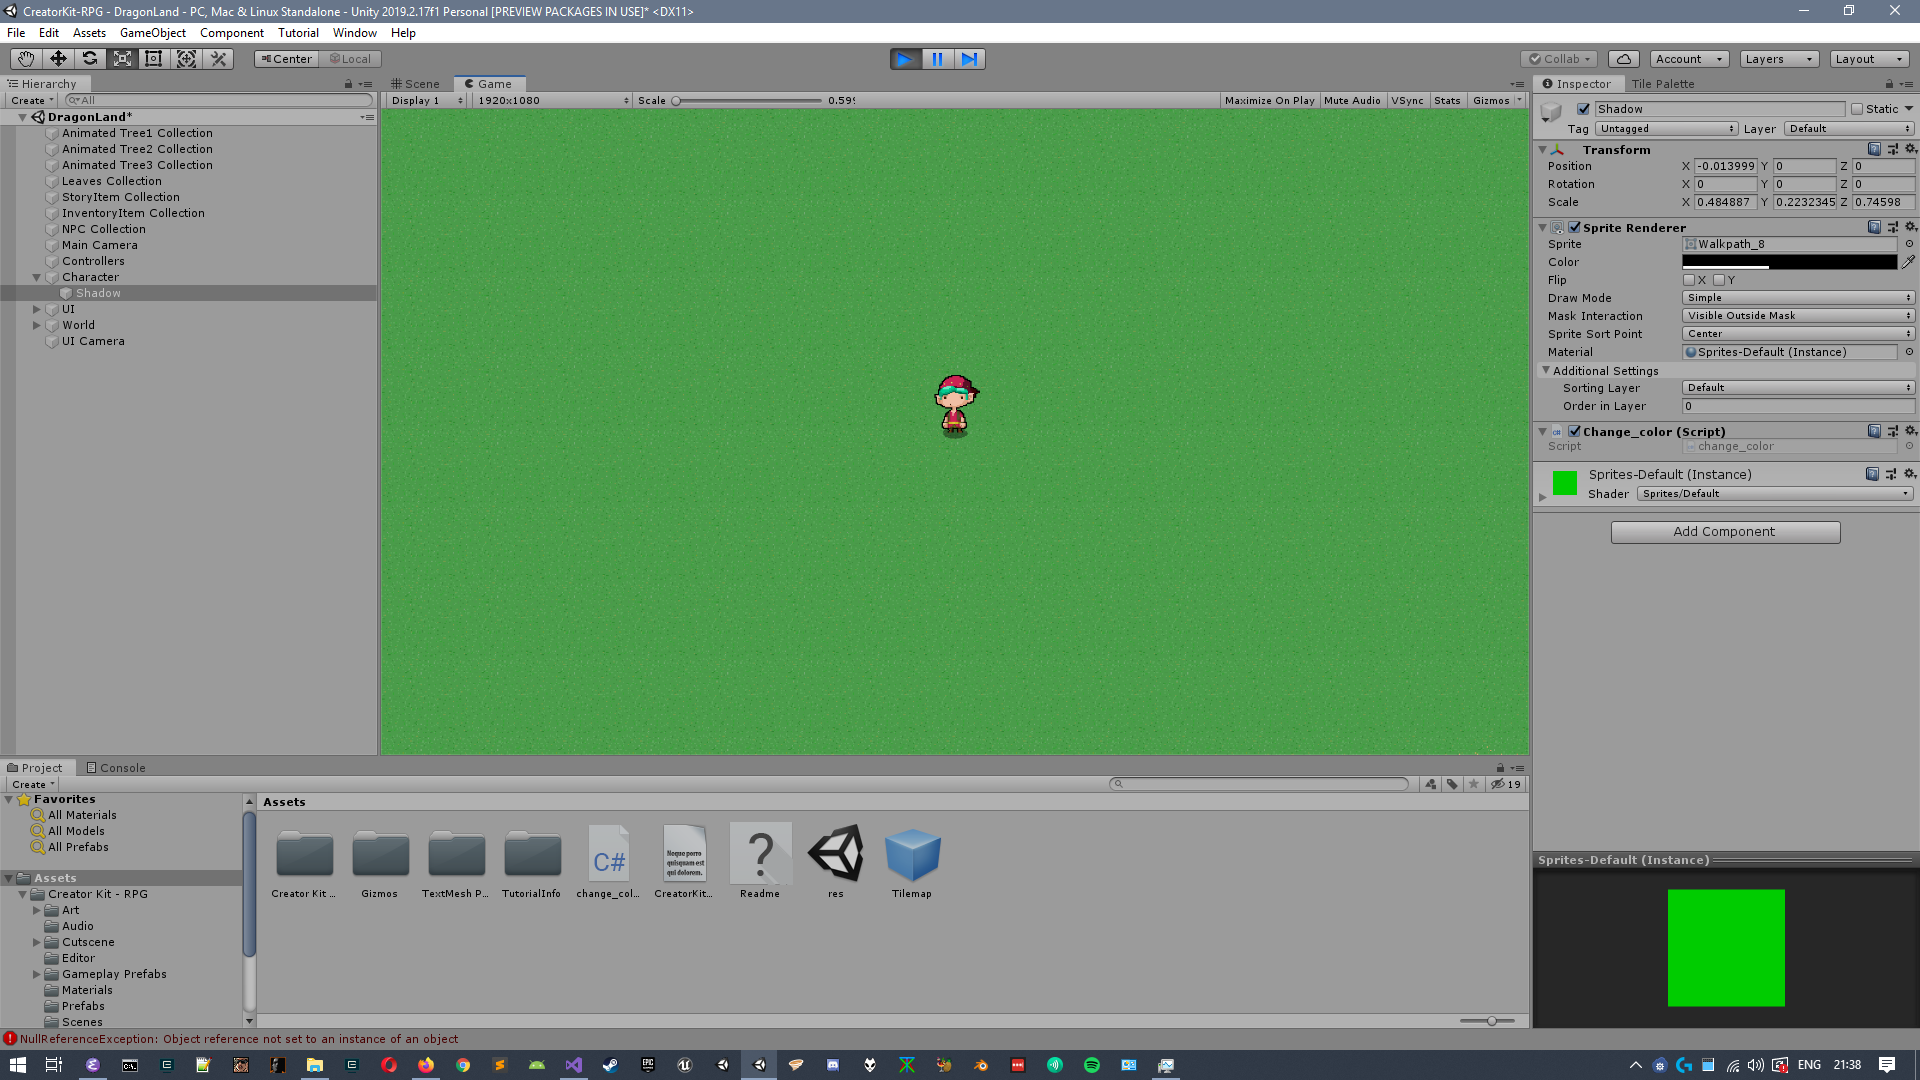 CreatorKit-RPG - DragonLand - PC, Mac & Linux Standalone - Unity 2019.2.17f1 Personal [PREVIEW PACKAGES IN USE]* <DX11>
File Edit Assets GameObject Component Tutorial Window Help
Center Local Collab Account Layers Layout
Hierarchy Scene Game Inspector Tile Palette
Create All Display 1 1920x1080 Scale 0.59 Maximize On Play Mute Audio VSync Stats Gizmos
DragonLand*
Animated Tree1 Collection
Animated Tree2 Collection
Animated Tree3 Collection
Leaves Collection
StoryItem Collection
InventoryItem Collection
NPC Collection
Main Camera
Controllers
Character
Shadow
UI
World
UI Camera
Shadow Static
Tag Untagged Layer Default
Transform
Position X -0.013999 Y 0 Z 0
Rotation X 0 Y 0 Z 0
Scale X 0.484887 Y 0.2232345 Z 0.74598
Sprite Renderer
Sprite Walkpath_8
Color
Flip X Y
Draw Mode Simple
Mask Interaction Visible Outside Mask
Sprite Sort Point Center
Material Sprites-Default (Instance)
Additional Settings
Sorting Layer Default
Order in Layer 0
Change_color (Script)
Script change_color
Sprites-Default (Instance)
Shader Sprites/Default
Add Component
Project Console
Create 19
Favorites
All Materials
All Models
All Prefabs
Assets
Creator Kit - RPG
Art
Audio
Cutscene
Editor
Gameplay Prefabs
Materials
Prefabs
Scenes
Assets
C#
Neque porro
quisquam est
qui dolorem.
?
Creator Kit ... Gizmos TextMesh P... TutorialInfo change_col... CreatorKit... Readme res Tilemap
Sprites-Default (Instance)
NullReferenceException: Object reference not set to an instance of an object
ENG 21:38